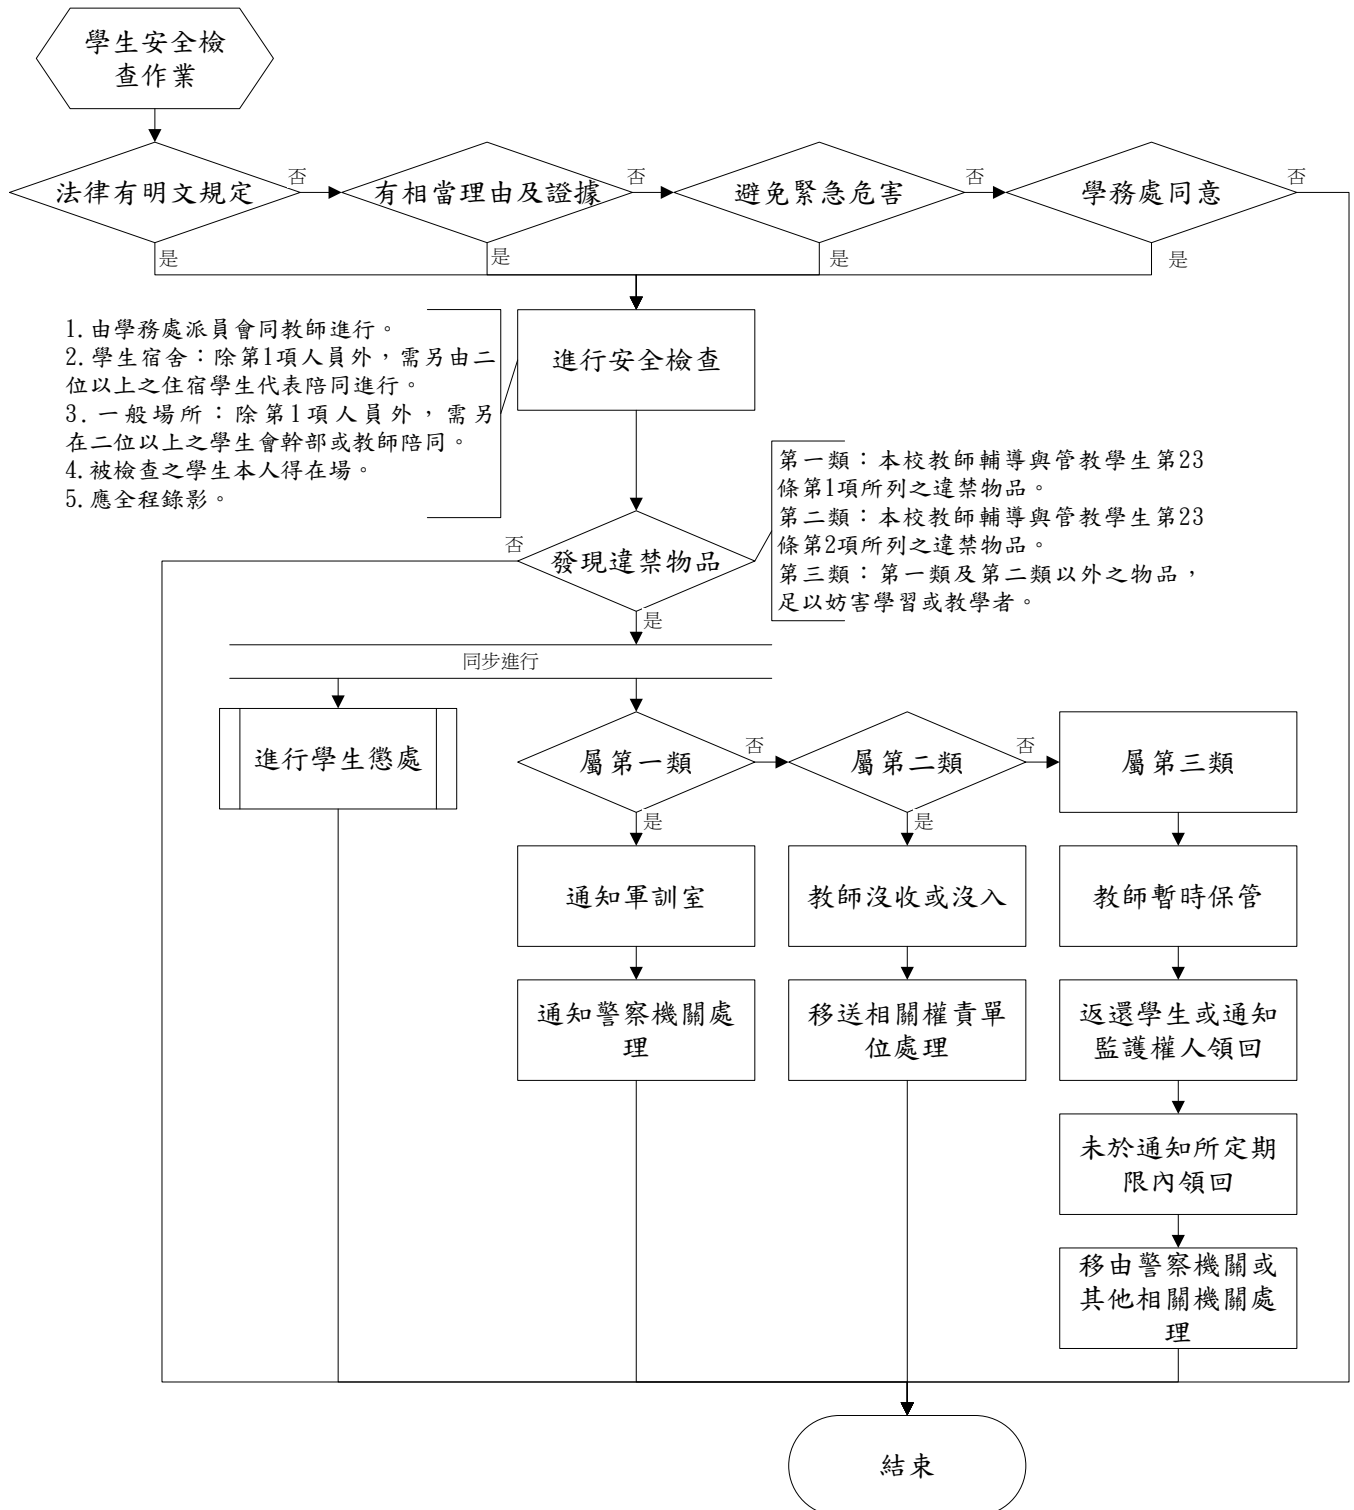 學生安全檢
查作業
法律有明文規定
否
有相當理由及證據
否
避免緊急危害
否
學務處同意
否
是
是
是
是
1.由學務處派員會同教師進行。
2.學生宿舍：除第1項人員外，需另由二
位以上之住宿學生代表陪同進行。
3.一般場所：除第1項人員外，需另
在二位以上之學生會幹部或教師陪同。
4.被檢查之學生本人得在場。
5.應全程錄影。
進行安全檢查
第一類：本校教師輔導與管教學生第23
條第1項所列之違禁物品。
第二類：本校教師輔導與管教學生第23
條第2項所列之違禁物品。
第三類：第一類及第二類以外之物品，
足以妨害學習或教學者。
否
發現違禁物品
是
同步進行
進行學生懲處
屬第一類
否
屬第二類
否
屬第三類
是
是
通知軍訓室
教師沒收或沒入
教師暫時保管
通知警察機關處
理
移送相關權責單
位處理
返還學生或通知
監護權人領回
未於通知所定期
限內領回
移由警察機關或
其他相關機關處
理
結束